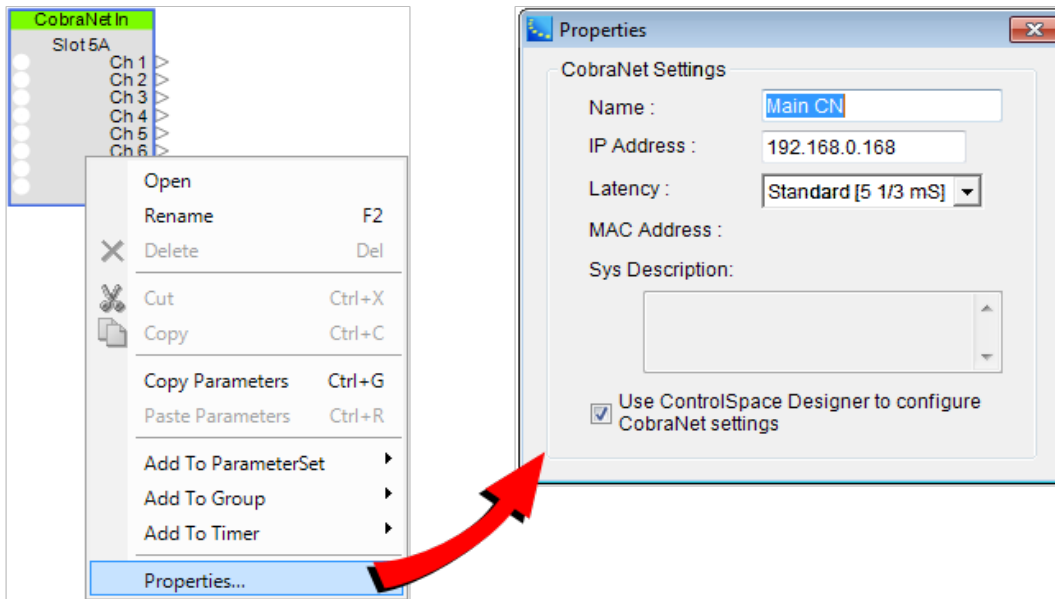 CobraNet In
Slot 5A
Ch 1
Ch 2
Ch 3
Ch 4
Ch 5
Ch 6
Open
Rename F2
Delete Del
Cut Ctrl+X
Copy Ctrl+C
Copy Parameters Ctrl+G
Paste Parameters Ctrl+R
Add To ParameterSet
Add To Group
Add To Timer
Properties...
Properties
CobraNet Settings
Name : Main CN
IP Address : 192.168.0.168
Latency : Standard [5 1/3 mS]
MAC Address :
Sys Description:
Use ControlSpace Designer to configure
CobraNet settings